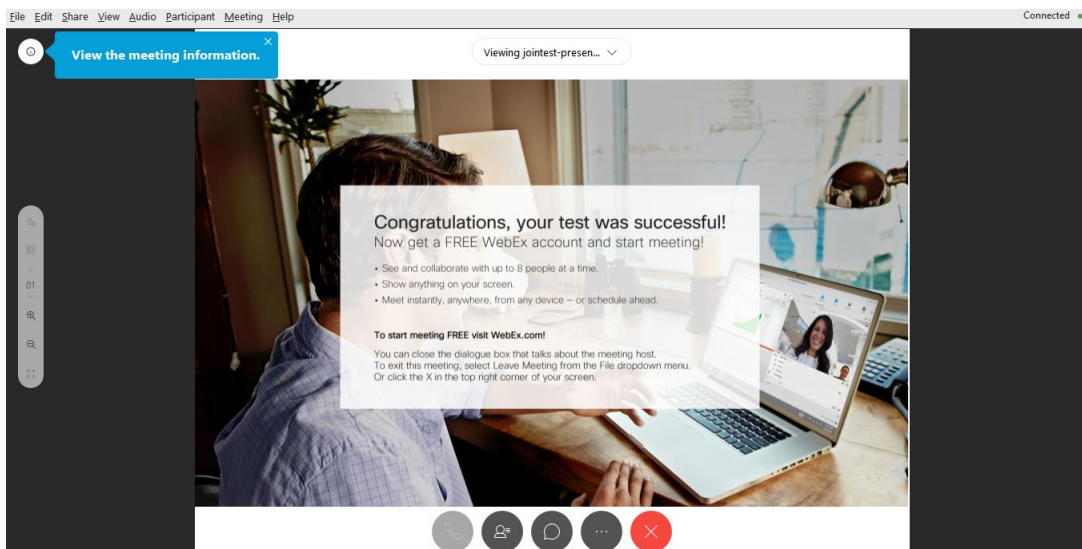 File Edit Share View Audio Participant Meeting Help
Connected
View the meeting information.
Viewing jointest-presen...
01
Congratulations, your test was successful!
Now get a FREE WebEx account and start meeting!
• See and collaborate with up to 8 people at a time.
• Show anything on your screen.
• Meet instantly, anywhere, from any device – or schedule ahead.
To start meeting FREE visit WebEx.com!
You can close the dialogue box that talks about the meeting host.
To exit this meeting, select Leave Meeting from the File dropdown menu.
Or click the X in the top right corner of your screen.